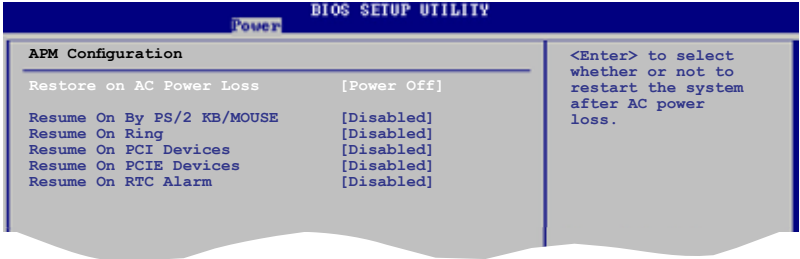 BIOS SETUP UTILITY
Power
APM Configuration
Restore on AC Power Loss [Power Off]
Resume On By PS/2 KB/MOUSE [Disabled]
Resume On Ring [Disabled]
Resume On PCI Devices [Disabled]
Resume On PCIE Devices [Disabled]
Resume On RTC Alarm [Disabled]
<Enter> to select
whether or not to
restart the system
after AC power
loss.